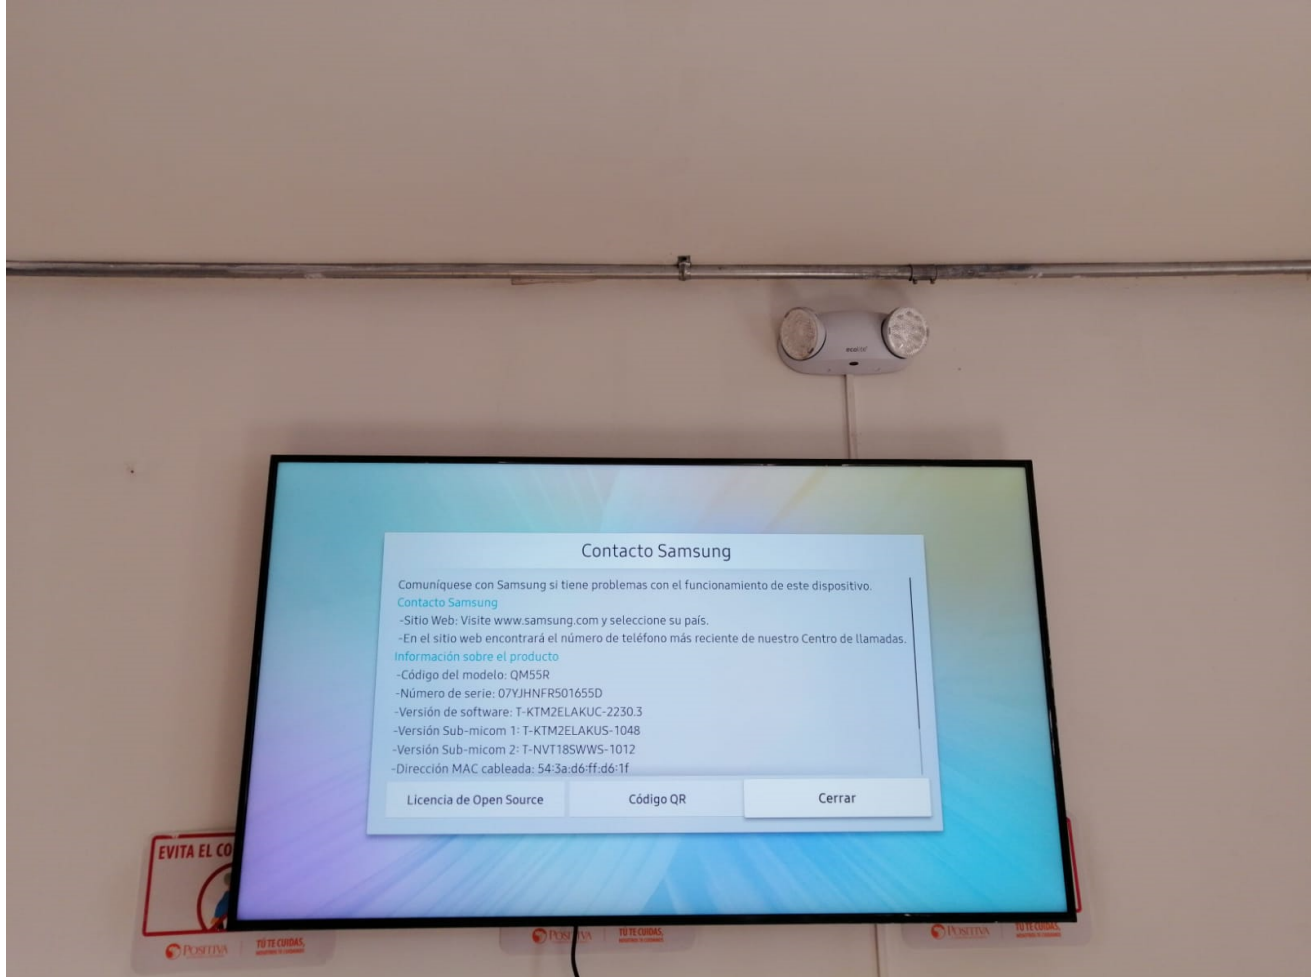 ecolite
Contacto Samsung
Comuníquese con Samsung si tiene problemas con el funcionamiento de este dispositivo.
Contacto Samsung
-Sitio Web: Visite www.samsung.com y seleccione su país.
-En el sitio web encontrará el número de teléfono más reciente de nuestro Centro de llamadas.
Información sobre el producto
-Código del modelo: QM55R
-Número de serie: 07YJHNFR501655D
-Versión de software: T-KTM2ELAKUC-2230.3
-Versión Sub-micom 1: T-KTM2ELAKUS-1048
-Versión Sub-micom 2: T-NVT18SWWS-1012
-Dirección MAC cableada: 54:3a:d6:ff:d6:1f
Licencia de Open Source
Código QR
Cerrar
EVITA EL CO
POSITIVA
TÚ TE CUIDAS,
POSITIVA
TÚ TE CUIDAS,
POSITIVA
TÚ TE CUIDAS,